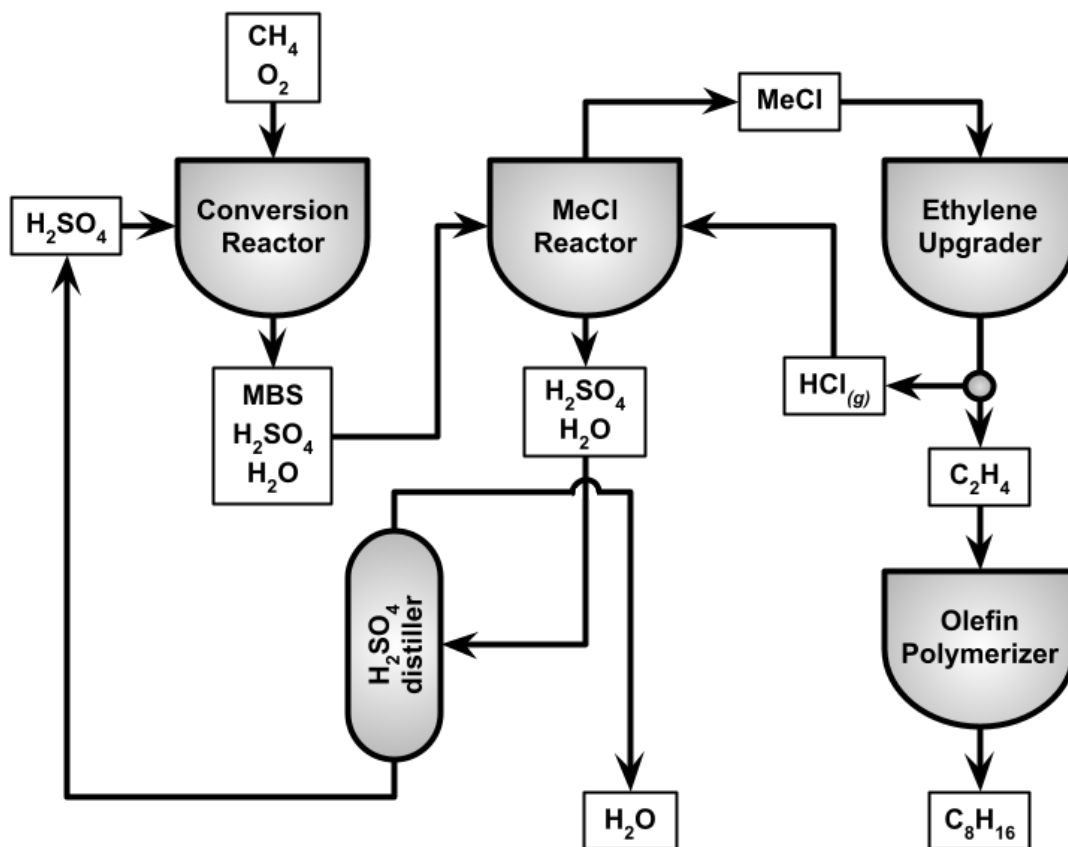 CH₄
O₂
MeCl
H₂SO₄
Conversion
Reactor
MeCl
Reactor
Ethylene
Upgrader
MBS
H₂SO₄
H₂O
H₂SO₄
H₂O
HCl(g)
C₂H₄
H₂SO₄
distiller
Olefin
Polymerizer
H₂O
C₈H₁₆